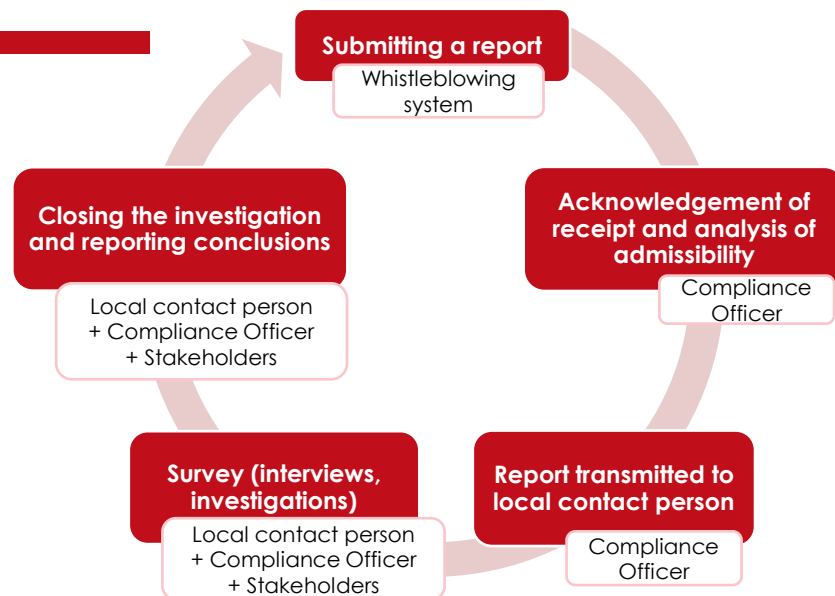 Submitting a report
Whistleblowing
system
Acknowledgement of
receipt and analysis of
admissibility
Compliance
Officer
Report transmitted to
local contact person
Compliance
Officer
Survey (interviews,
investigations)
Local contact person
+ Compliance Officer
+ Stakeholders
Closing the investigation
and reporting conclusions
Local contact person
+ Compliance Officer
+ Stakeholders